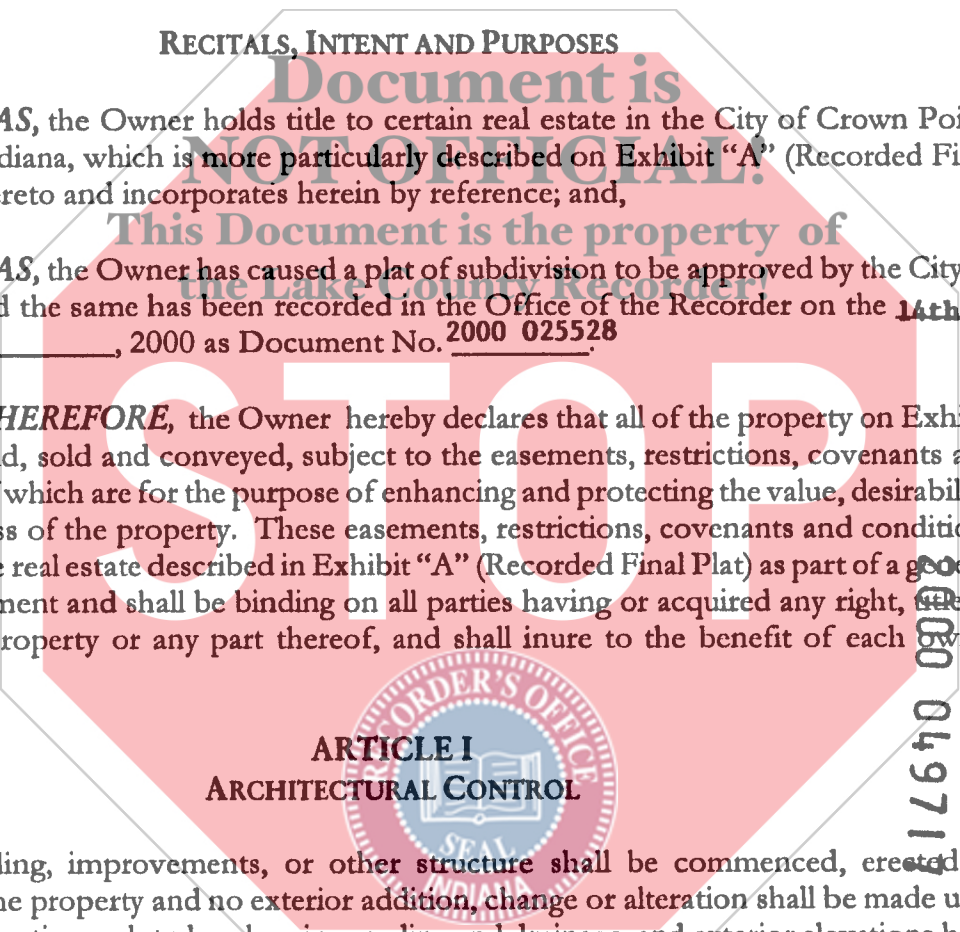 RECITALS, INTENT AND PURPOSES
Document is
AS, the Owner holds title to certain real estate in the City of Crown Poi
NOT OFFICIAL!
diana, which is more particularly described on Exhibit “A” (Recorded Fi
ereto and incorporates herein by reference; and,
This Document is the property of
AS, the Owner has caused a plat of subdivision to be approved by the City
the Lake County Recorder!
d the same has been recorded in the Office of the Recorder on the 14th
, 2000 as Document No. 2000 025528.
STOP
HEREFORE, the Owner hereby declares that all of the property on Exhi
d, sold and conveyed, subject to the easements, restrictions, covenants a
which are for the purpose of enhancing and protecting the value, desirabil
ss of the property. These easements, restrictions, covenants and conditio
e real estate described in Exhibit “A” (Recorded Final Plat) as part of a gene
ment and shall be binding on all parties having or acquired any right, title
roperty or any part thereof, and shall inure to the benefit of each ow
2000 049717
RECORDER'S OFFICE
SEAL
INDIANA
ARTICLE I
ARCHITECTURAL CONTROL
ding, improvements, or other structure shall be commenced, erected
he property and no exterior addition, change or alteration shall be made u